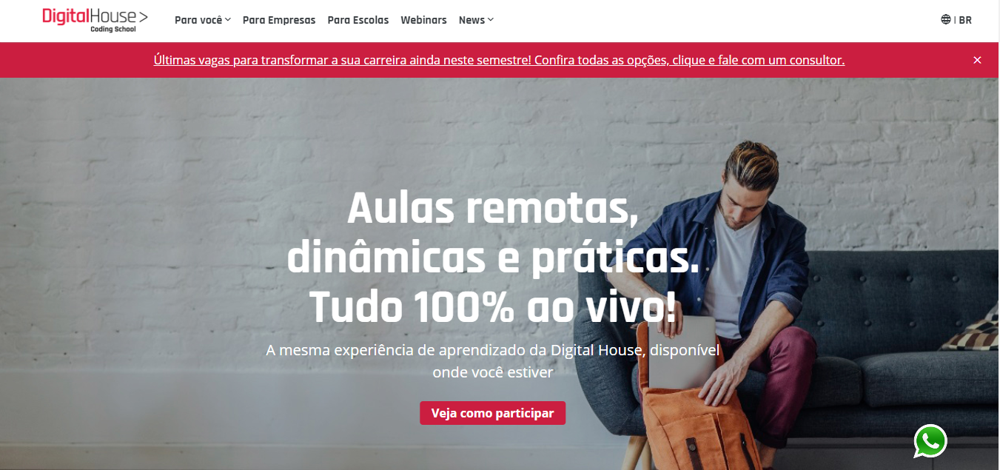 DigitalHouse>
Coding School
Para você
Para Empresas
Para Escolas
Webinars
News
| BR
Últimas vagas para transformar a sua carreira ainda neste semestre! Confira todas as opções, clique e fale com um consultor.
Aulas remotas,
dinâmicas e práticas.
Tudo 100% ao vivo!
A mesma experiência de aprendizado da Digital House, disponível
onde você estiver
Veja como participar